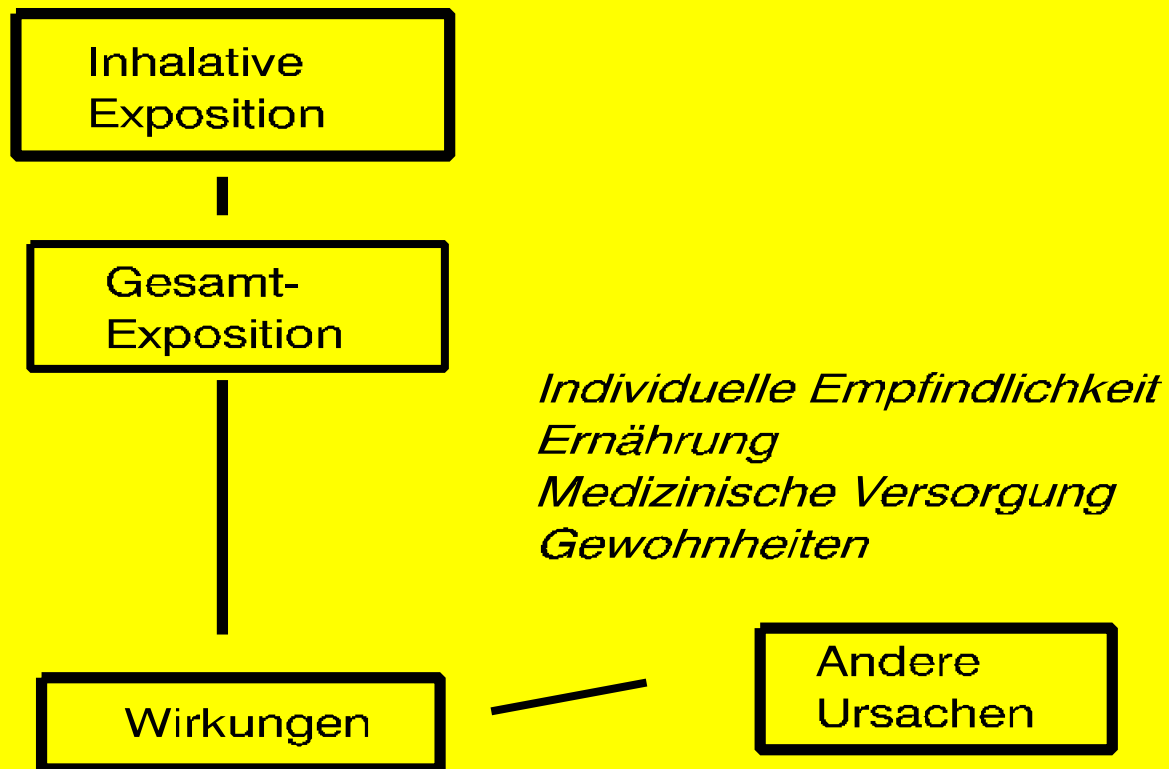 Inhalative
Exposition
Gesamt-
Exposition
Individuelle Empfindlichkeit
Ernährung
Medizinische Versorgung
Gewohnheiten
Andere
Ursachen
Wirkungen